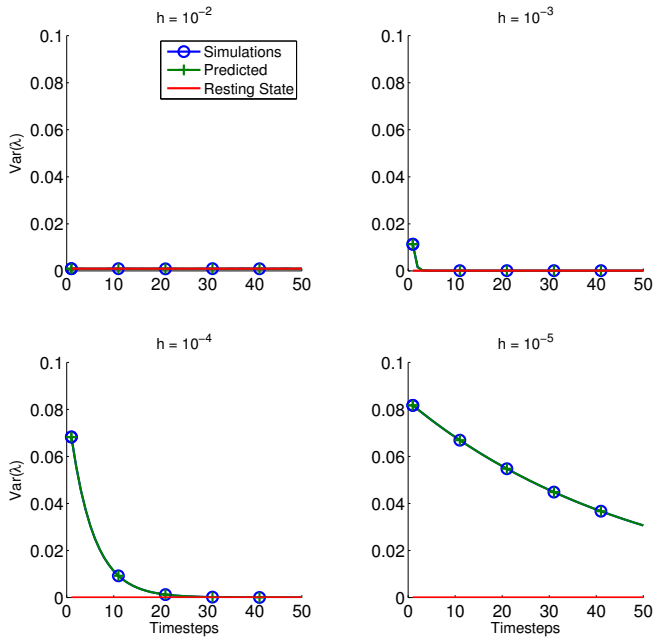 h = 10⁻²
0.1
0.08
0.06
0.04
0.02
0
Var(λ)
0 10 20 30 40 50
Simulations
Predicted
Resting State
h = 10⁻³
0.1
0.08
0.06
0.04
0.02
0
0 10 20 30 40 50
h = 10⁻⁴
0.1
0.08
0.06
0.04
0.02
0
Var(λ)
0 10 20 30 40 50
Timesteps
h = 10⁻⁵
0.1
0.08
0.06
0.04
0.02
0
0 10 20 30 40 50
Timesteps